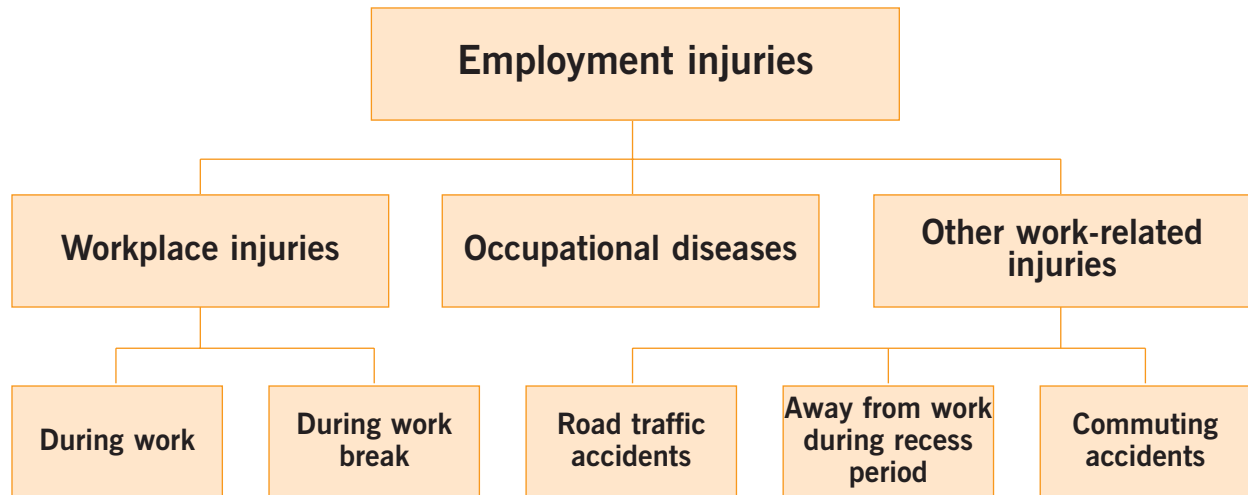 Employment injuries
Workplace injuries
Occupational diseases
Other work-related
injuries
During work
During work
break
Road traffic
accidents
Away from work
during recess
period
Commuting
accidents